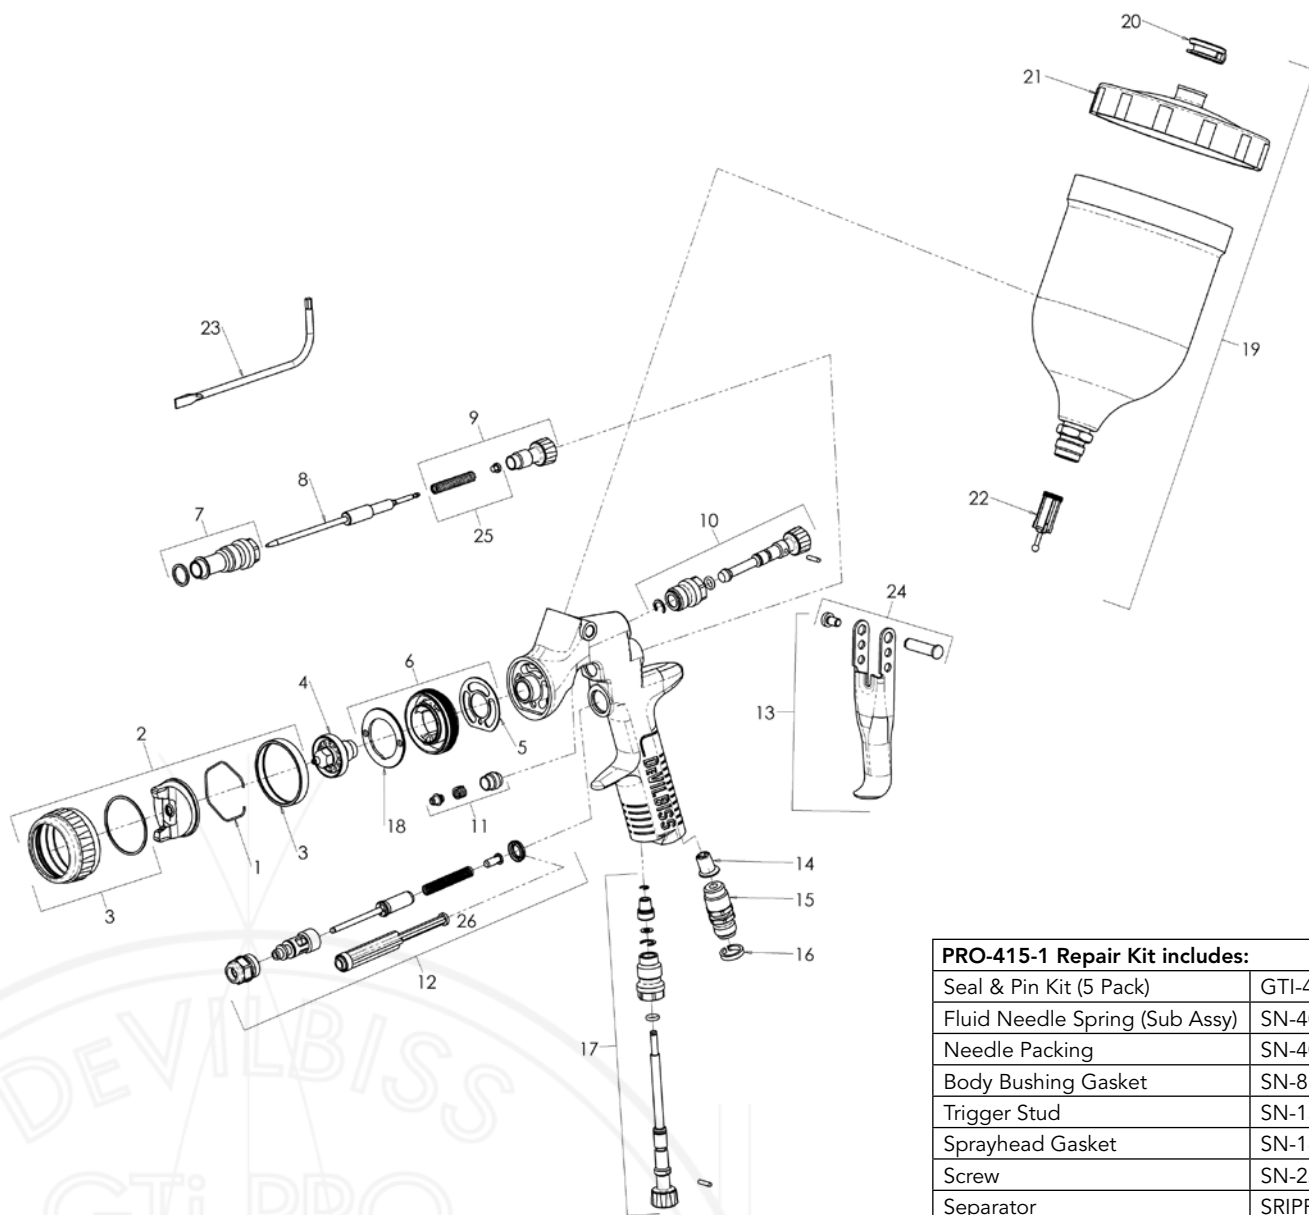 20
21
19
23
9
8
7
25
22
10
24
6
4
13
2
5
18
11
1
3
3
14
15
26
16
12
17
DEVILBISS
DEVILBISS
GTi PRO
PRO-415-1 Repair Kit includes:
Seal & Pin Kit (5 Pack) GTI-4
Fluid Needle Spring (Sub Assy) SN-4
Needle Packing SN-4
Body Bushing Gasket SN-8
Trigger Stud SN-1
Sprayhead Gasket SN-1
Screw SN-2
Separator SRIPR